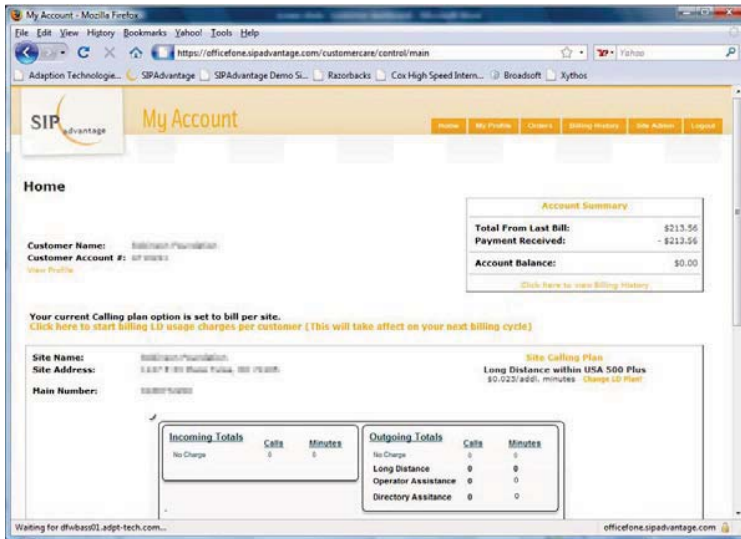 My Account - Mozilla Firefox
File Edit View History Bookmarks Yahoo! Tools Help
https://officefone.sipadvantage.com/customercare/control/main
Yahoo
Adaption Technologie... SIPAdvantage SIPAdvantage Demo Si... Razorbacks Cox High Speed Intern... Broadsoft Xythos
SIP advantage
My Account
Home My Profile Orders Billing History Site Admin Logout
Home
Account Summary
Total From Last Bill: $213.56
Payment Received: - $213.56
Account Balance: $0.00
Click here to view Billing History
Customer Name:
Customer Account #:
View Profile
Your current Calling plan option is set to bill per site.
Click here to start billing LD usage charges per customer (This will take affect on your next billing cycle)
Site Name:
Site Address:
Main Number:
Site Calling Plan
Long Distance within USA 500 Plus
$0.025/addl. minutes Change LD Plan!
Incoming Totals Calls Minutes
No Charge 0 0
Outgoing Totals Calls Minutes
No Charge 0 0
Long Distance 0 0
Operator Assistance 0 0
Directory Assitance 0 0
Waiting for dfwbass01.adpt-tech.com...
officefone.sipadvantage.com